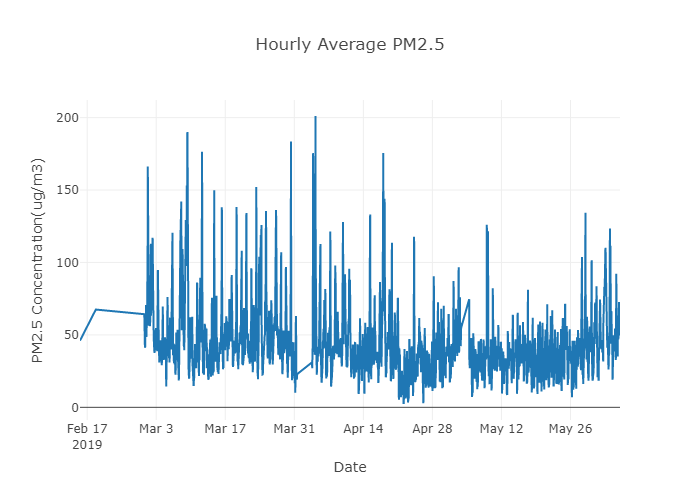 Hourly Average PM2.5
PM2.5 Concentration(ug/m3)
200
150
100
50
0
Feb 17
2019
Mar 3
Mar 17
Mar 31
Apr 14
Apr 28
May 12
May 26
Date